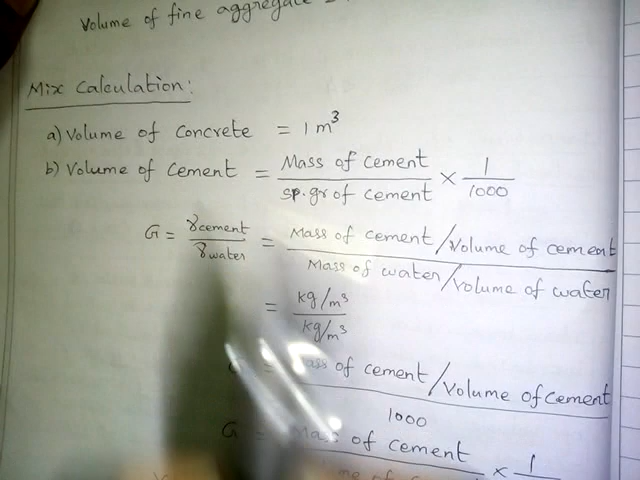 Volume of fine aggregate =
Mix Calculation:
a) Volume of Concrete = 1 m³
b) Volume of Cement = Mass of cement / sp.gr of cement × 1/1000
G = γcement / γwater = Mass of cement/Volume of cement / Mass of water/Volume of water
= kg/m³ / kg/m³
= Mass of cement/Volume of cement / 1000
G = Mass of cement × 1